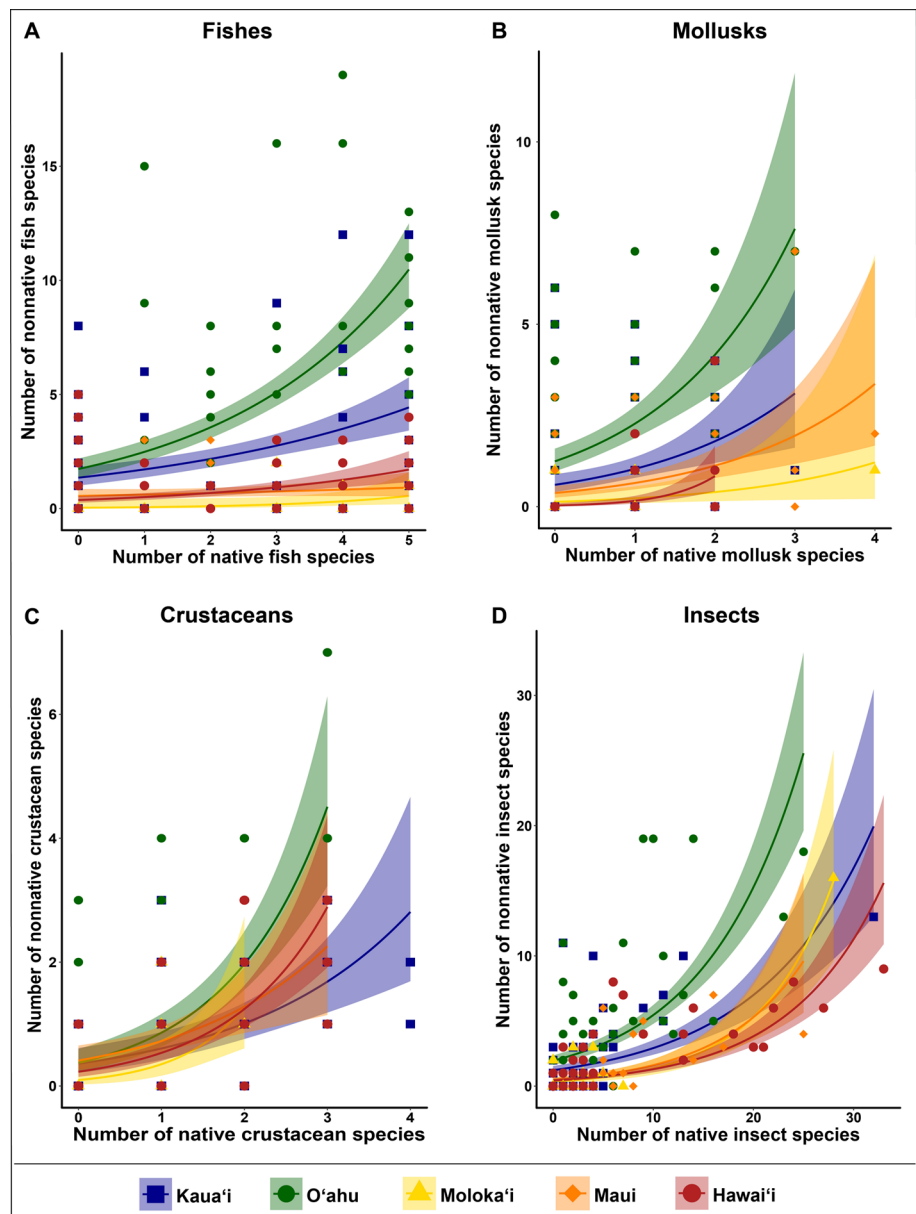 A
Fishes
15
10
5
0
0
1
2
3
4
5
Number of nonnative fish species
Number of native fish species
B
Mollusks
10
5
0
0
1
2
3
4
Number of nonnative mollusk species
Number of native mollusk species
C
Crustaceans
6
4
2
0
0
1
2
3
4
Number of nonnative crustacean species
Number of native crustacean species
D
Insects
30
20
10
0
0
10
20
30
Number of nonnative insect species
Number of native insect species
Kauaʻi
Oʻahu
Molokaʻi
Maui
Hawaiʻi